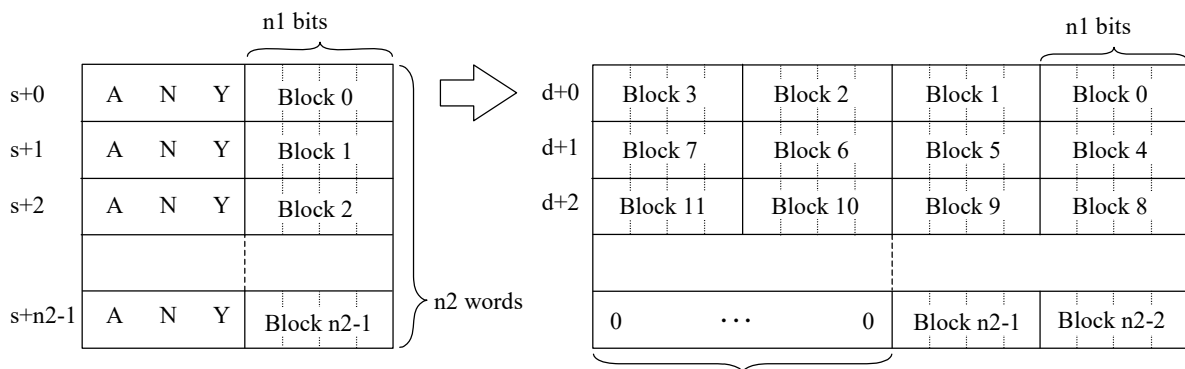 n1 bits
n1 bits
s+0 A N Y Block 0 d+0 Block 3 Block 2 Block 1 Block 0
s+1 A N Y Block 1 d+1 Block 7 Block 6 Block 5 Block 4
s+2 A N Y Block 2 d+2 Block 11 Block 10 Block 9 Block 8
n2 words
s+n2-1 A N Y Block n2-1 0 ··· 0 Block n2-1 Block n2-2